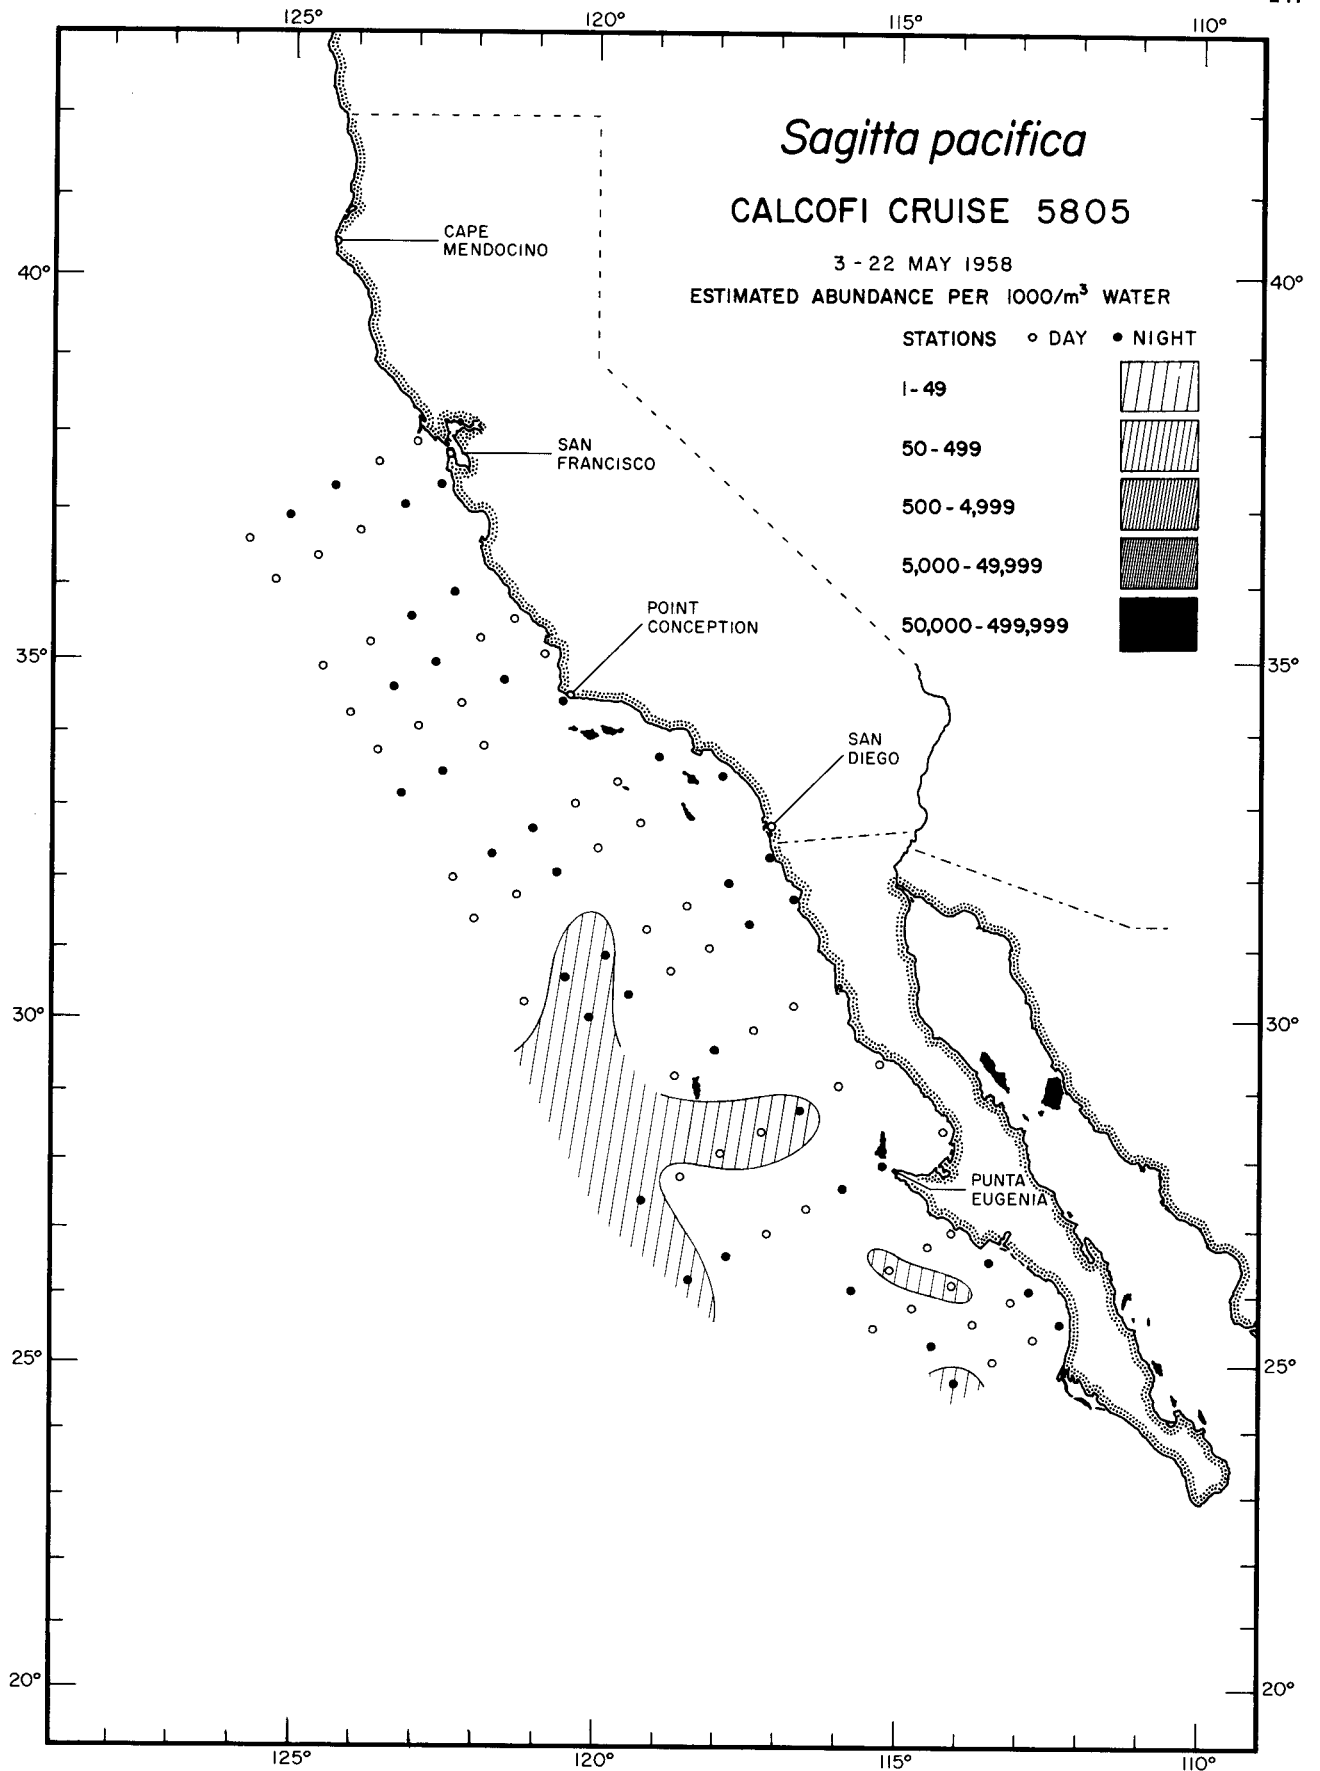 125° 120° 115° 110°
Sagitta pacifica
CALCOFI CRUISE 5805
3-22 MAY 1958
ESTIMATED ABUNDANCE PER 1000/m³ WATER
STATIONS ○ DAY ● NIGHT
1-49
50-499
500-4,999
5,000-49,999
50,000-499,999
CAPE
MENDOCINO
40° 40°
SAN
FRANCISCO
POINT
CONCEPTION
35° 35°
SAN
DIEGO
30° 30°
PUNTA
EUGENIA
25° 25°
20° 20°
125° 120° 115° 110°